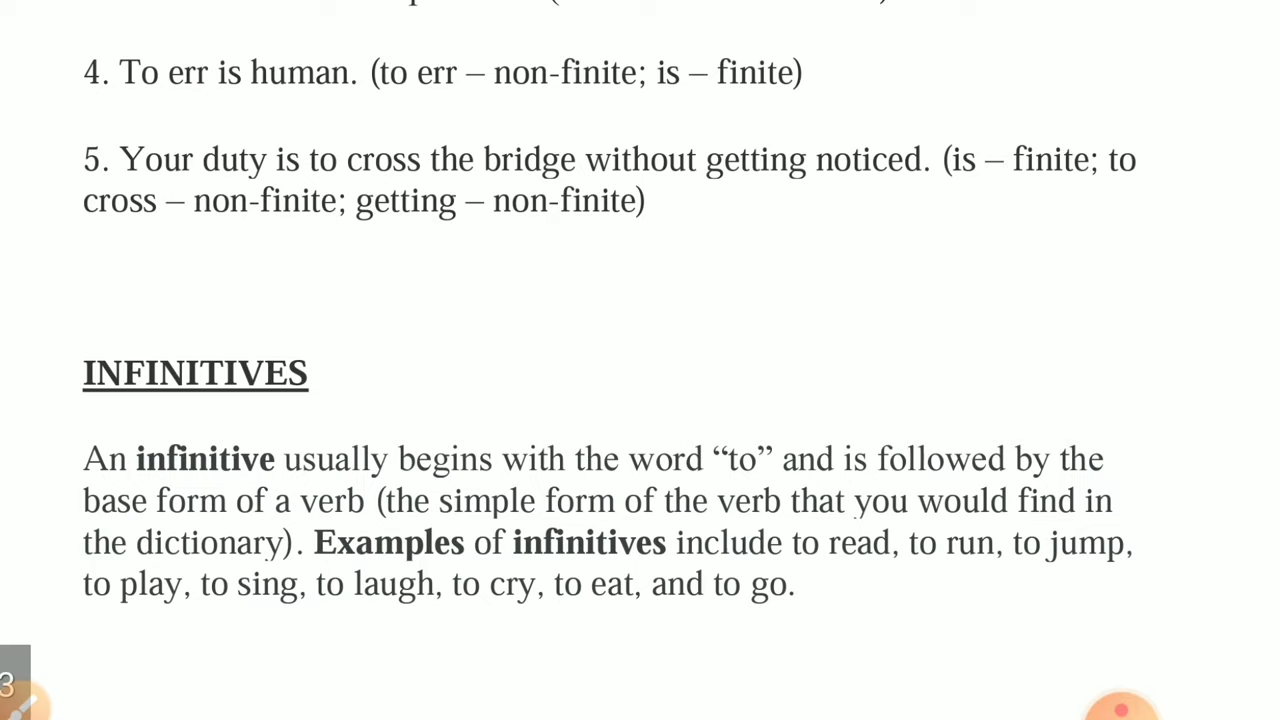 4. To err is human. (to err – non-finite; is – finite)
5. Your duty is to cross the bridge without getting noticed. (is – finite; to
cross – non-finite; getting – non-finite)
INFINITIVES
An infinitive usually begins with the word “to” and is followed by the
base form of a verb (the simple form of the verb that you would find in
the dictionary). Examples of infinitives include to read, to run, to jump,
to play, to sing, to laugh, to cry, to eat, and to go.
3